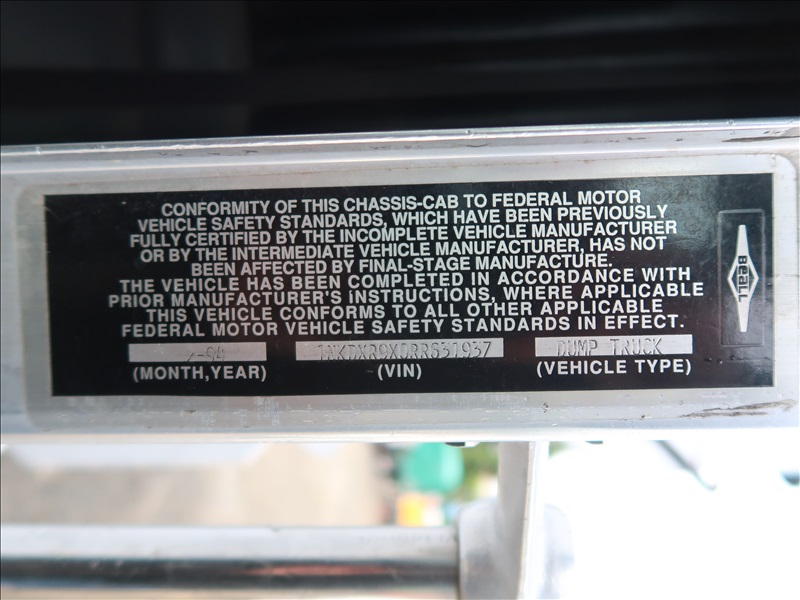 CONFORMITY OF THIS CHASSIS-CAB TO FEDERAL MOTOR
VEHICLE SAFETY STANDARDS, WHICH HAVE BEEN PREVIOUSLY
FULLY CERTIFIED BY THE INCOMPLETE VEHICLE MANUFACTURER
OR BY THE INTERMEDIATE VEHICLE MANUFACTURER, HAS NOT
BEEN AFFECTED BY FINAL-STAGE MANUFACTURE.
THE VEHICLE HAS BEEN COMPLETED IN ACCORDANCE WITH
PRIOR MANUFACTURER'S INSTRUCTIONS, WHERE APPLICABLE
THIS VEHICLE CONFORMS TO ALL OTHER APPLICABLE
FEDERAL MOTOR VEHICLE SAFETY STANDARDS IN EFFECT.
DUMP TRUCK
(MONTH,YEAR) (VIN) (VEHICLE TYPE)
BEALL